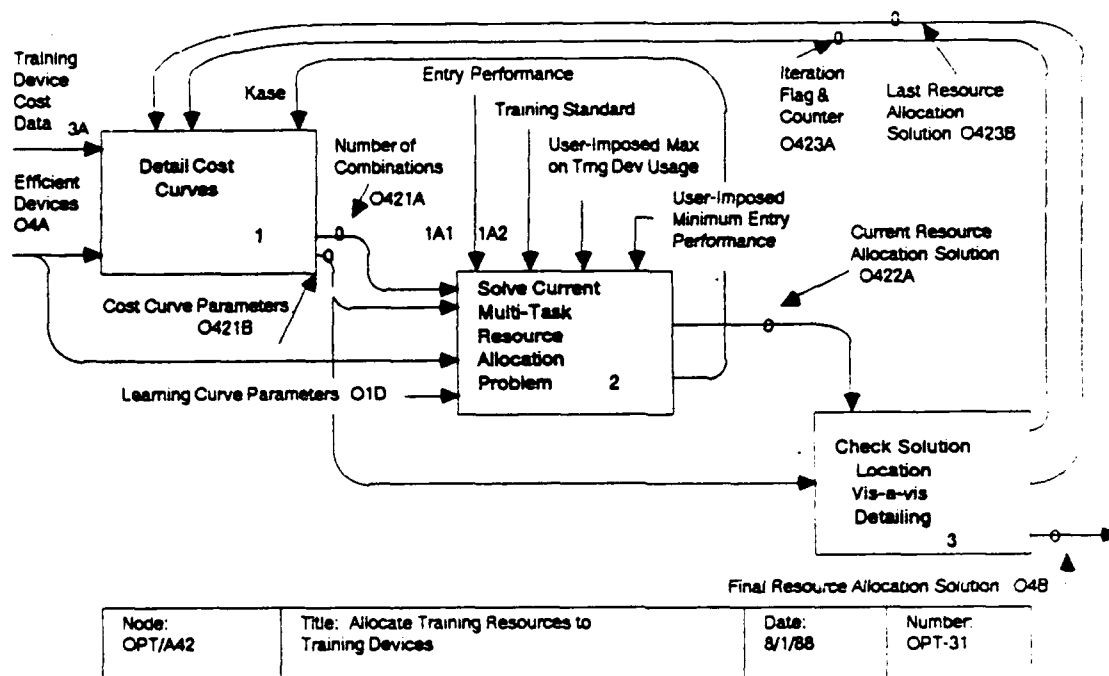 Training
Device
Cost
Data 3A
Efficient
Devices
O4A
Kase
Detail Cost
Curves
1
Cost Curve Parameters
O421B
Number of
Combinations
O421A
Entry Performance
Training Standard
User-Imposed Max
on Trng Dev Usage
User-Imposed
Minimum Entry
Performance
1A1 1A2
Solve Current
Multi-Task
Resource
Allocation
Problem 2
Learning Curve Parameters O1D
Iteration
Flag &
Counter
O423A
Last Resource
Allocation
Solution O423B
Current Resource
Allocation Solution
O422A
Check Solution
Location
Vis-a-vis
Detailing
3
Final Resource Allocation Solution O4B
Node:
OPT/A42
Title: Allocate Training Resources to
Training Devices
Date:
8/1/88
Number:
OPT-31